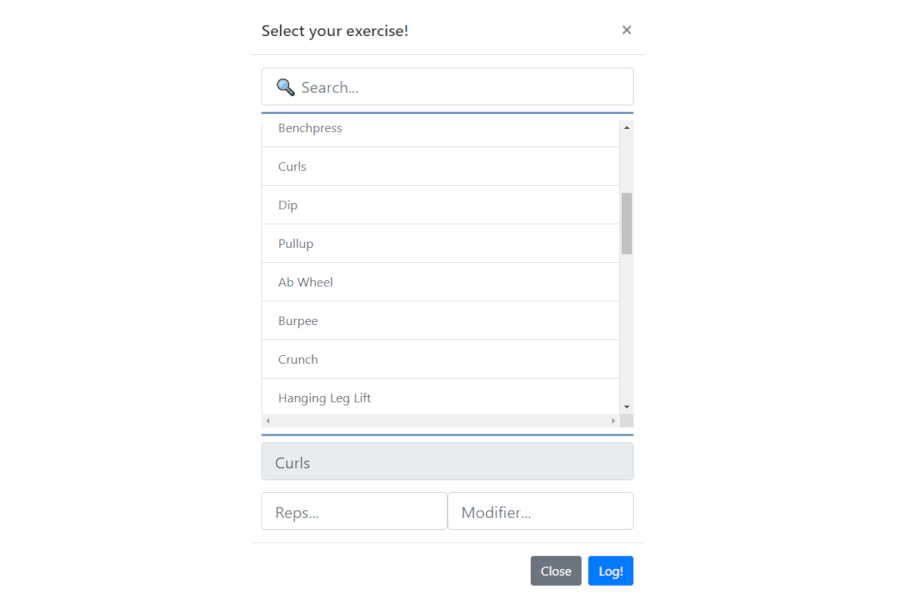 Select your exercise! ×
Search...
Benchpress
Curls
Dip
Pullup
Ab Wheel
Burpee
Crunch
Hanging Leg Lift
Curls
Reps... Modifier...
Close Log!